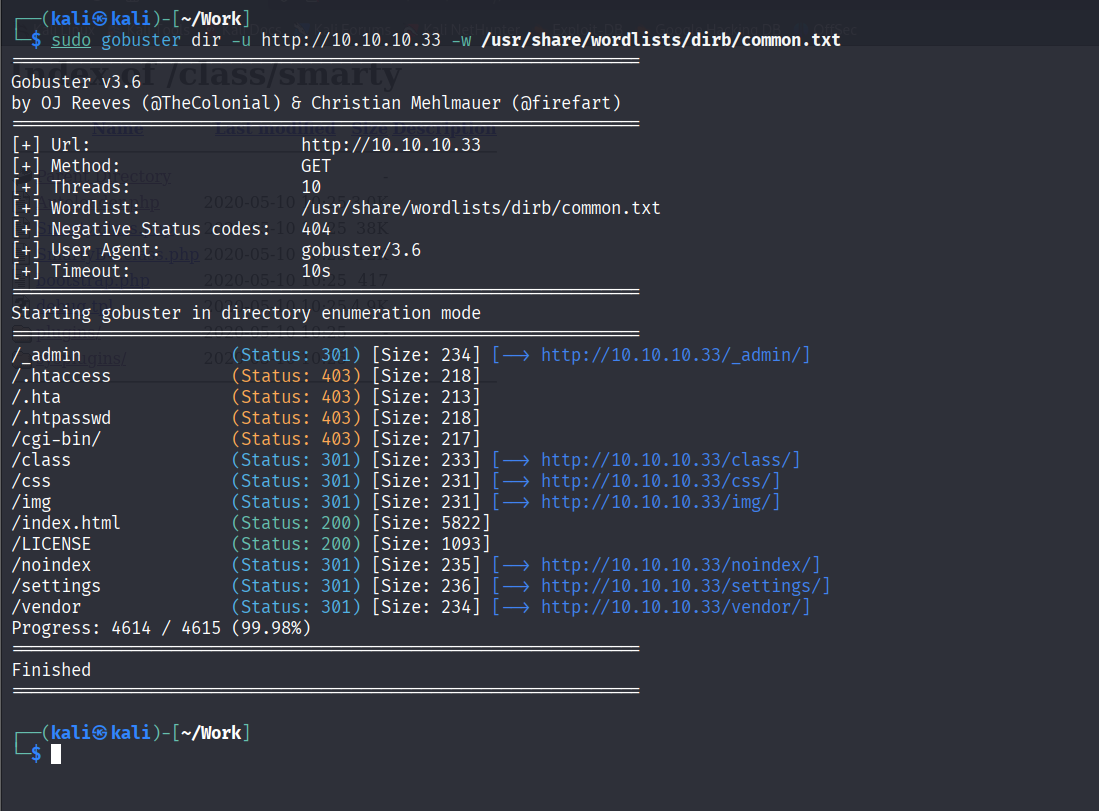 ┌──(kali㉿kali)-[~/Work]
└─$ sudo gobuster dir -u http://10.10.10.33 -w /usr/share/wordlists/dirb/common.txt
===============================================================
Index of /class/smarty
Gobuster v3.6
by OJ Reeves (@TheColonial) & Christian Mehlmauer (@firefart)
===============================================================
Name Last modified Size Description
[+] Url: http://10.10.10.33
[+] Method: GET
[+] Threads: 10
[+] Wordlist: /usr/share/wordlists/dirb/common.txt
[+] Negative Status codes: 404
[+] User Agent: gobuster/3.6
[+] Timeout: 10s
===============================================================
Starting gobuster in directory enumeration mode
===============================================================
/_admin (Status: 301) [Size: 234] [--> http://10.10.10.33/_admin/]
/.htaccess (Status: 403) [Size: 218]
/.hta (Status: 403) [Size: 213]
/.htpasswd (Status: 403) [Size: 218]
/cgi-bin/ (Status: 403) [Size: 217]
/class (Status: 301) [Size: 233] [--> http://10.10.10.33/class/]
/css (Status: 301) [Size: 231] [--> http://10.10.10.33/css/]
/img (Status: 301) [Size: 231] [--> http://10.10.10.33/img/]
/index.html (Status: 200) [Size: 5822]
/LICENSE (Status: 200) [Size: 1093]
/noindex (Status: 301) [Size: 235] [--> http://10.10.10.33/noindex/]
/settings (Status: 301) [Size: 236] [--> http://10.10.10.33/settings/]
/vendor (Status: 301) [Size: 234] [--> http://10.10.10.33/vendor/]
Progress: 4614 / 4615 (99.98%)
===============================================================
Finished
===============================================================
┌──(kali㉿kali)-[~/Work]
└─$